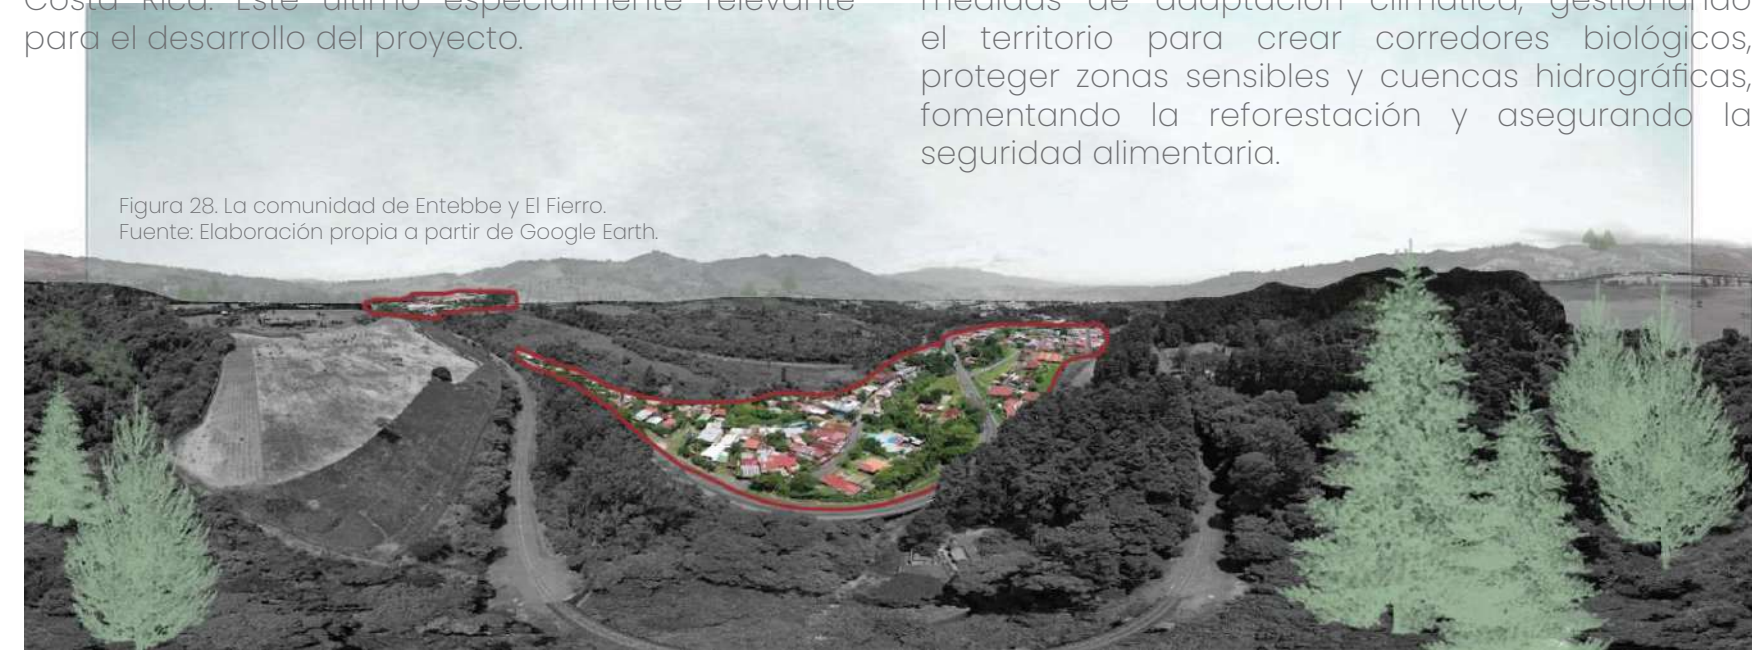 Costa Rica. Este último especialmente relevante
para el desarrollo del proyecto.
medidas de adaptación climática, gestionando
el territorio para crear corredores biológicos,
proteger zonas sensibles y cuencas hidrográficas,
fomentando la reforestación y asegurando la
seguridad alimentaria.
Figura 28. La comunidad de Entebbe y El Fierro.
Fuente: Elaboración propia a partir de Google Earth.